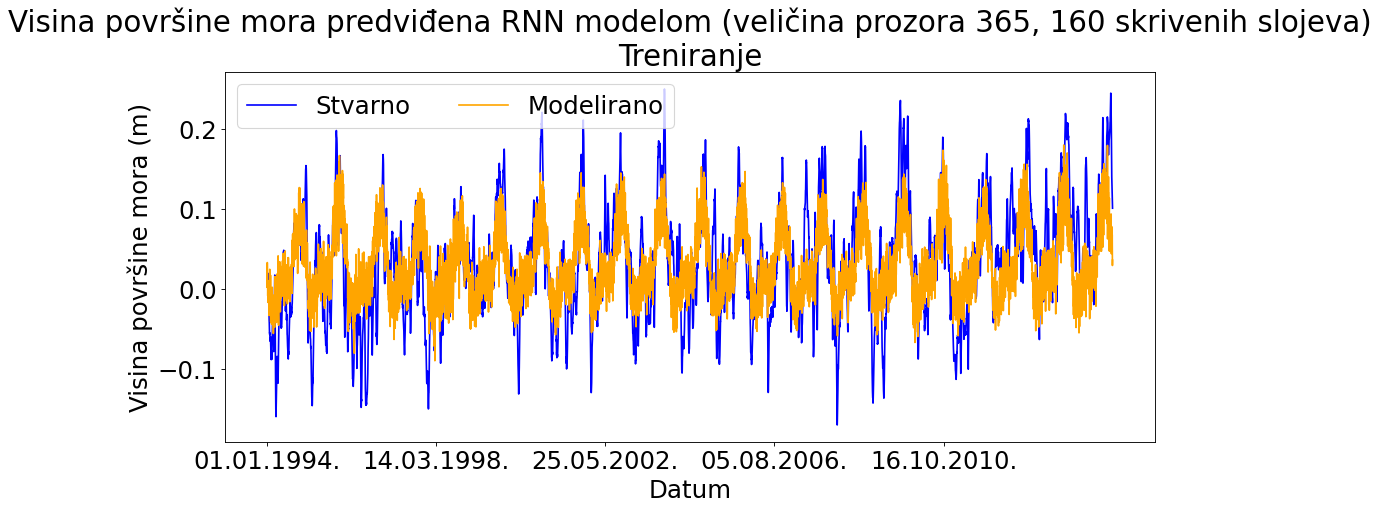 Visina površine mora predviđena RNN modelom (veličina prozora 365, 160 skrivenih slojeva)
Treniranje
Stvarno Modelirano
Visina površine mora (m)
0.2
0.1
0.0
−0.1
01.01.1994. 14.03.1998. 25.05.2002. 05.08.2006. 16.10.2010.
Datum